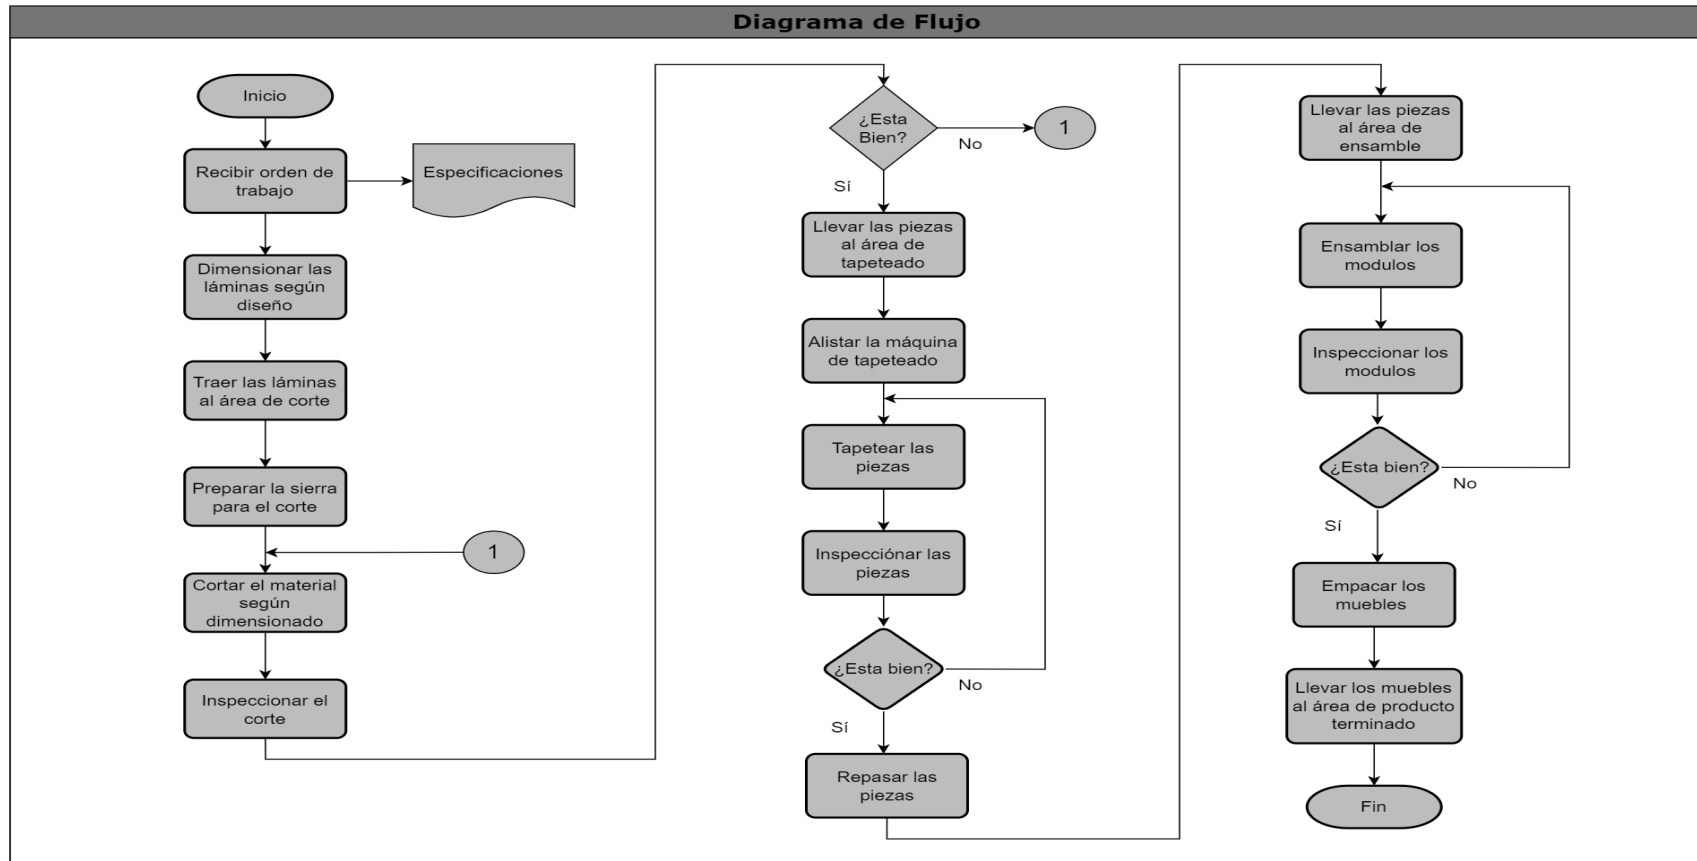 Diagrama de Flujo
Inicio
Recibir orden de
trabajo
Especificaciones
Dimensionar las
láminas según
diseño
Traer las láminas
al área de corte
Preparar la sierra
para el corte
1
Cortar el material
según
dimensionado
Inspeccionar el
corte
¿Esta
Bien?
No
1
Sí
Llevar las piezas
al área de
tapeteado
Alistar la máquina
de tapeteado
Tapetear las
piezas
Inspecciónar las
piezas
¿Esta bien?
No
Sí
Repasar las
piezas
Llevar las piezas
al área de
ensamble
Ensamblar los
modulos
Inspeccionar los
modulos
¿Esta bien?
No
Sí
Empacar los
muebles
Llevar los muebles
al área de producto
terminado
Fin